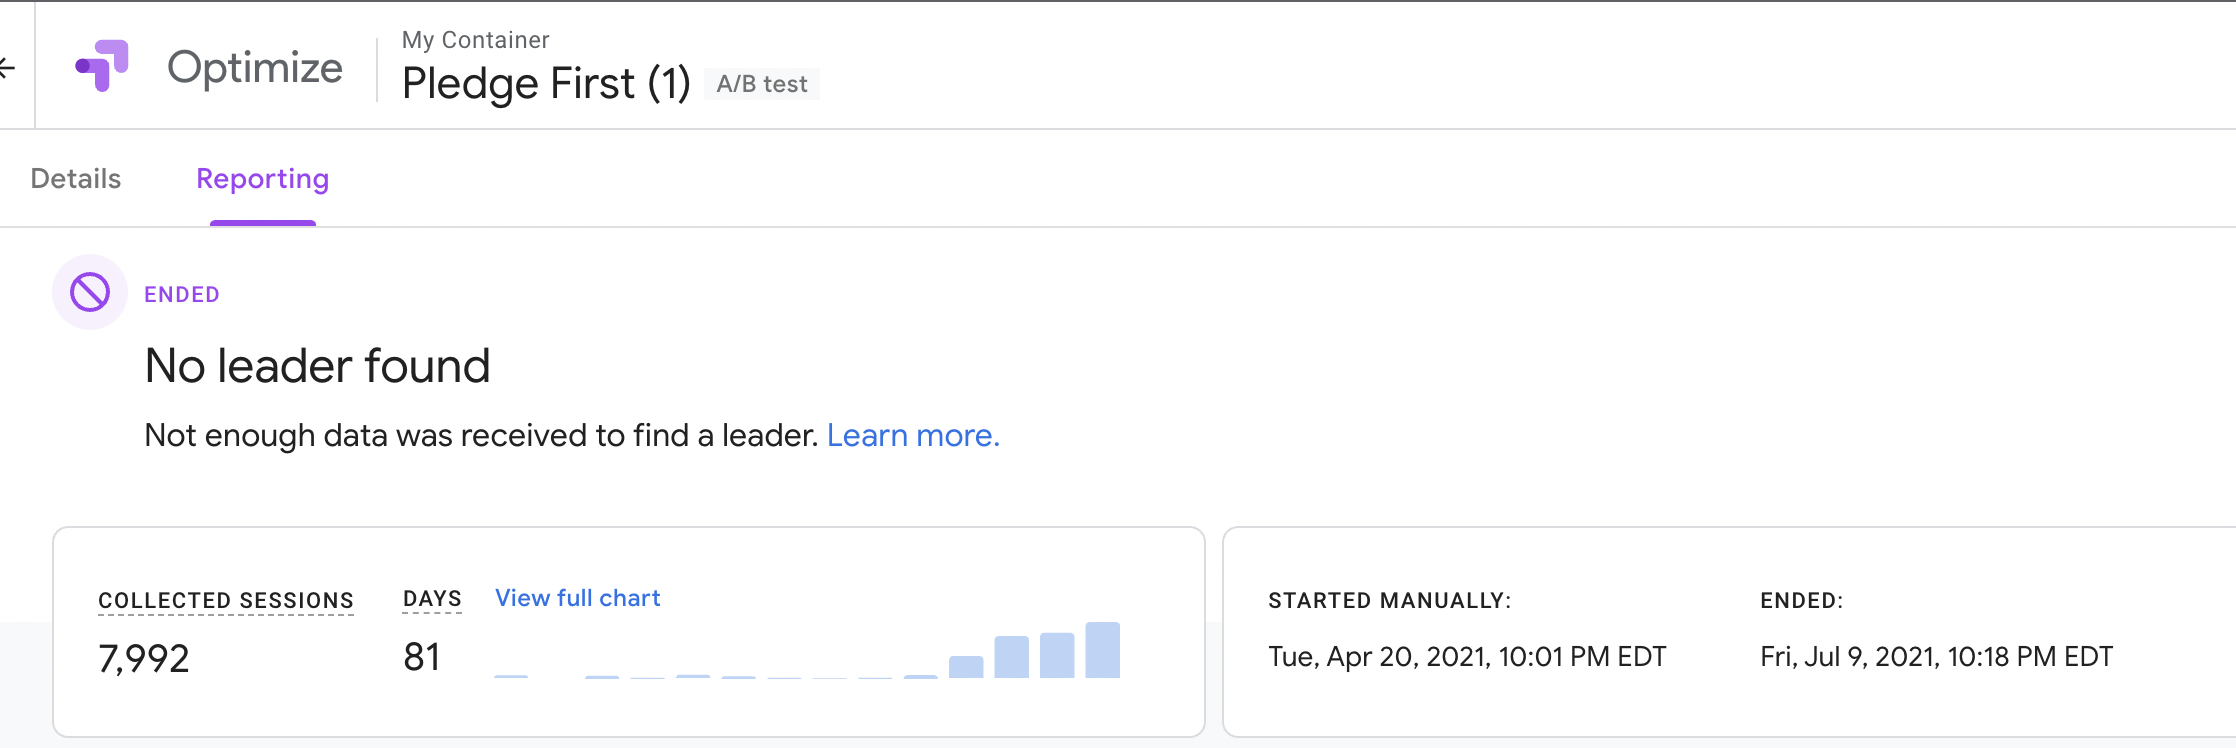 Optimize
My Container
Pledge First (1) A/B test
Details Reporting
ENDED
No leader found
Not enough data was received to find a leader. Learn more.
COLLECTED SESSIONS
7,992
DAYS
81
View full chart
STARTED MANUALLY:
Tue, Apr 20, 2021, 10:01 PM EDT
ENDED:
Fri, Jul 9, 2021, 10:18 PM EDT